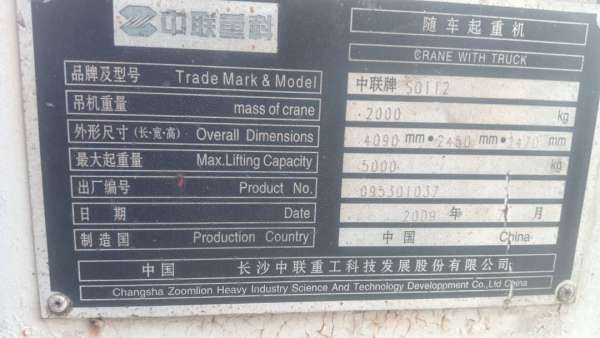 中联重科 随车起重机
CRANE WITH TRUCK
品牌及型号 Trade Mark & Model 中联牌 SQ112
吊机重量 mass of crane 2000 kg
外形尺寸(长·宽·高) Overall Dimensions 4090 mm• mm• mm
最大起重量 Max.Lifting Capacity 5000 kg
出厂编号 Product No. 095301037
日期 Date 2009 年 月
制造国 Production Country 中国 China
中国 长沙中联重工科技发展股份有限公司
Changsha Zoomlion Heavy Industry Science And Technology Developpment Co.,Ltd China